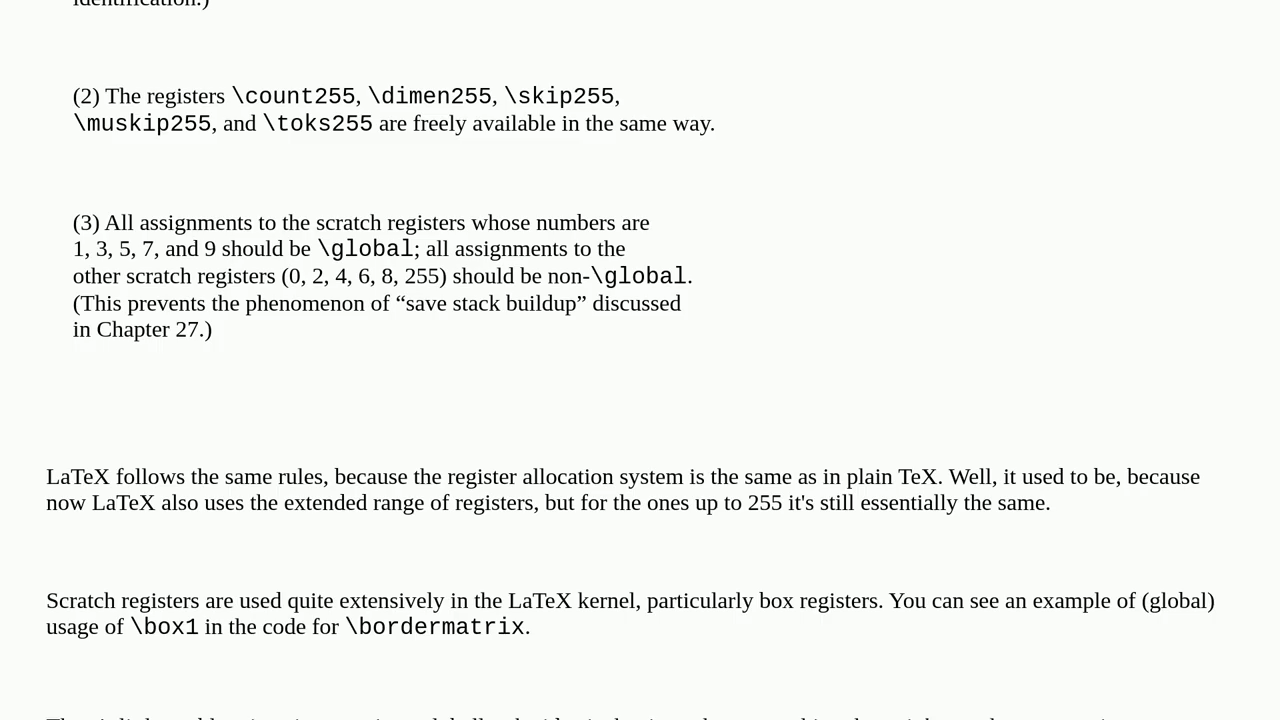 identification.)
(2) The registers \count255, \dimen255, \skip255,
\muskip255, and \toks255 are freely available in the same way.
(3) All assignments to the scratch registers whose numbers are
1, 3, 5, 7, and 9 should be \global; all assignments to the
other scratch registers (0, 2, 4, 6, 8, 255) should be non-\global.
(This prevents the phenomenon of “save stack buildup” discussed
in Chapter 27.)
LaTeX follows the same rules, because the register allocation system is the same as in plain TeX. Well, it used to be, because
now LaTeX also uses the extended range of registers, but for the ones up to 255 it's still essentially the same.
Scratch registers are used quite extensively in the LaTeX kernel, particularly box registers. You can see an example of (global)
usage of \box1 in the code for \bordermatrix.